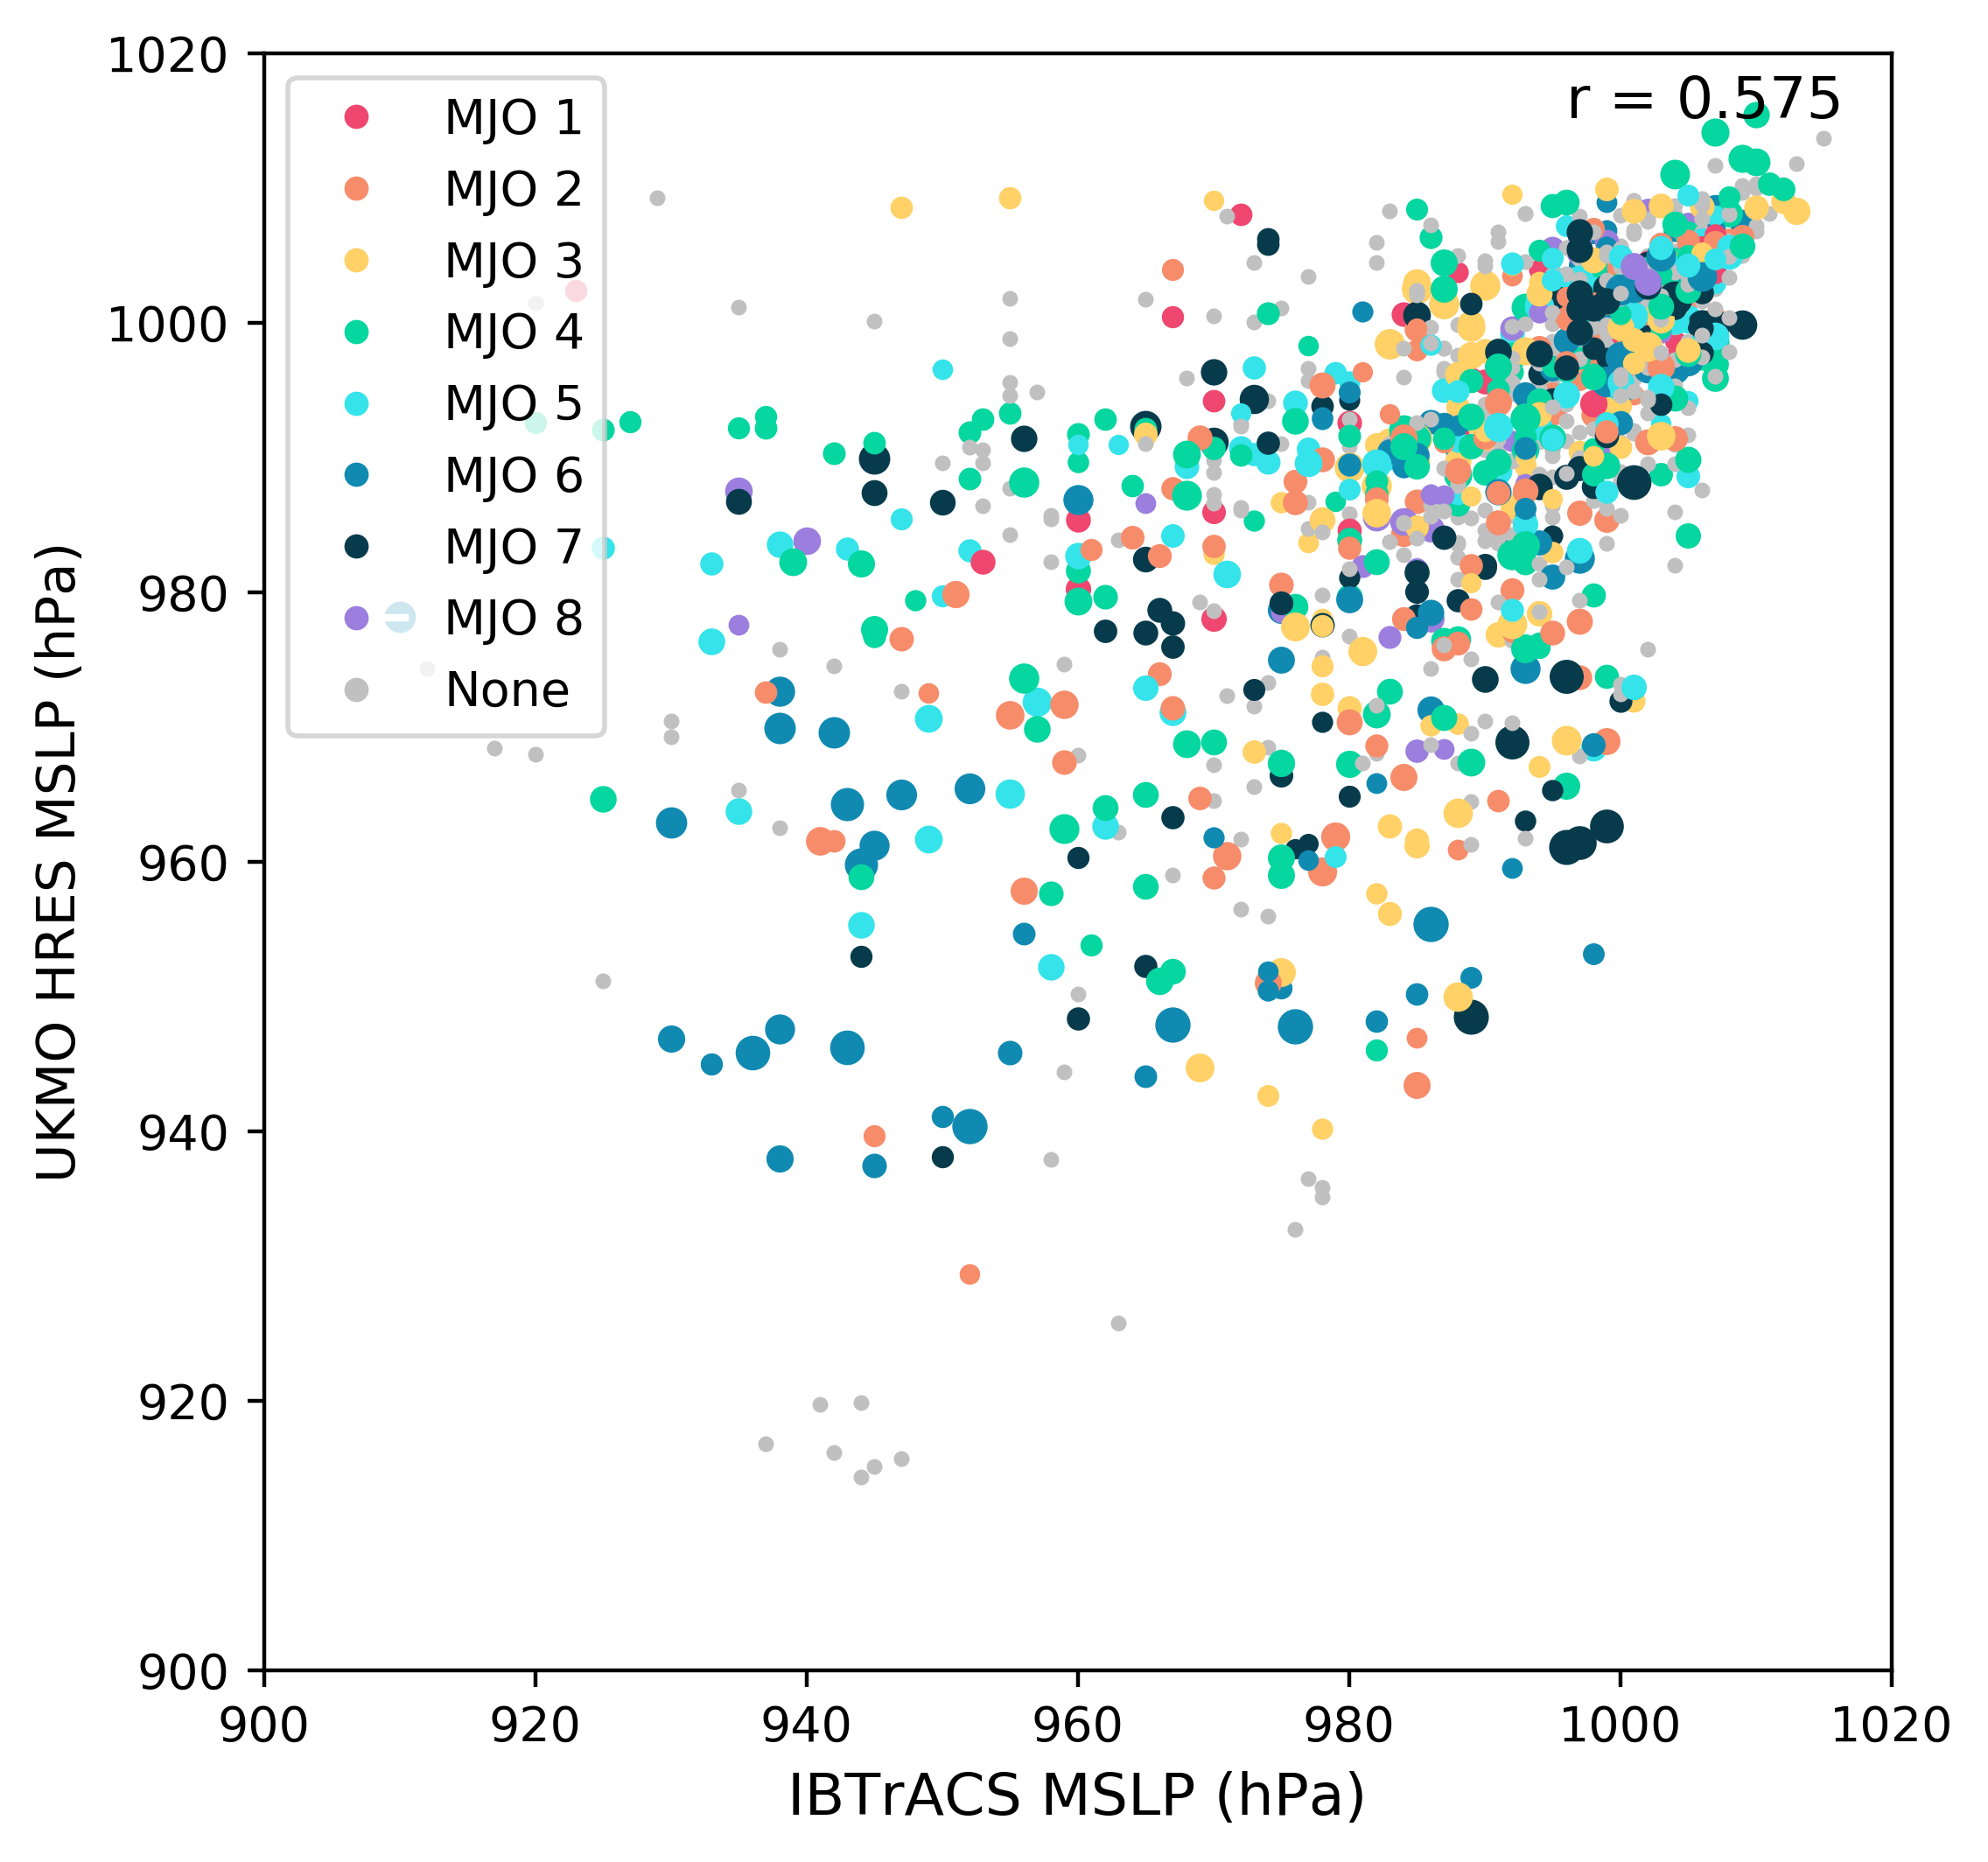 1020
1000
980
960
940
920
900
UKMO HRES MSLP (hPa)
MJO 1
MJO 2
MJO 3
MJO 4
MJO 5
MJO 6
MJO 7
MJO 8
None
r = 0.575
900
920
940
960
980
1000
1020
IBTrACS MSLP (hPa)